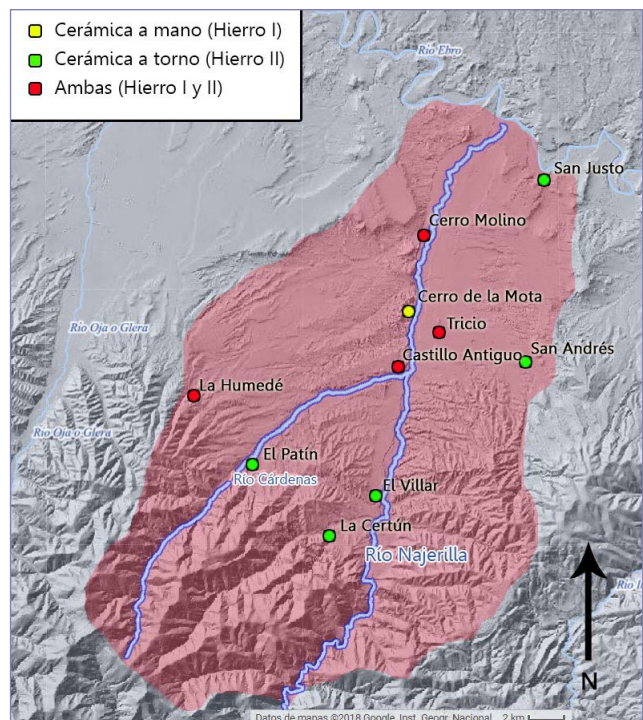 Cerámica a mano (Hierro I)
Cerámica a torno (Hierro II)
Ambas (Hierro I y II)
Río Ebro
San Justo
Cerro Molino
Cerro de la Mota
Río Oja o Glera
Tricio
San Andrés
Castillo Antiguo
La Humedé
Río Oja o Glera
El Patín
Río Cárdenas
El Villar
La Certún
Río Najerilla
N
Datos de mapas ©2018 Google, Inst. Geogr. Nacional
2 km